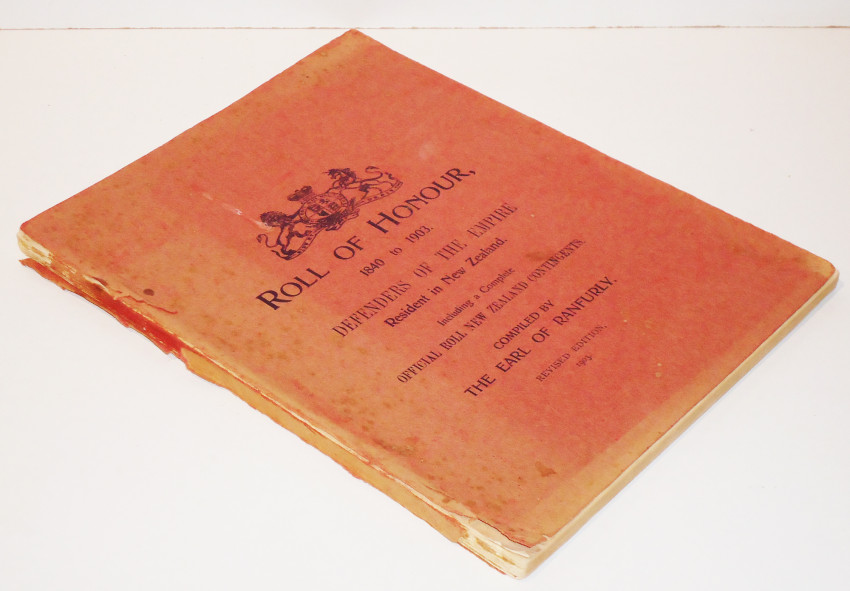 ROLL OF HONOUR,
1840 to 1903.
DEFENDERS OF THE EMPIRE
Resident in New Zealand.
Including a Complete
OFFICIAL ROLL NEW ZEALAND CONTINGENTS.
COMPILED BY
THE EARL OF RANFURLY.
REVISED EDITION,